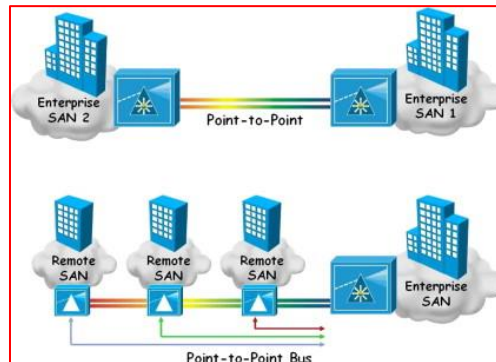 Enterprise
SAN 2
Point-to-Point
Enterprise
SAN 1
Remote
SAN
Remote
SAN
Remote
SAN
Enterprise
SAN
Point-to-Point Bus